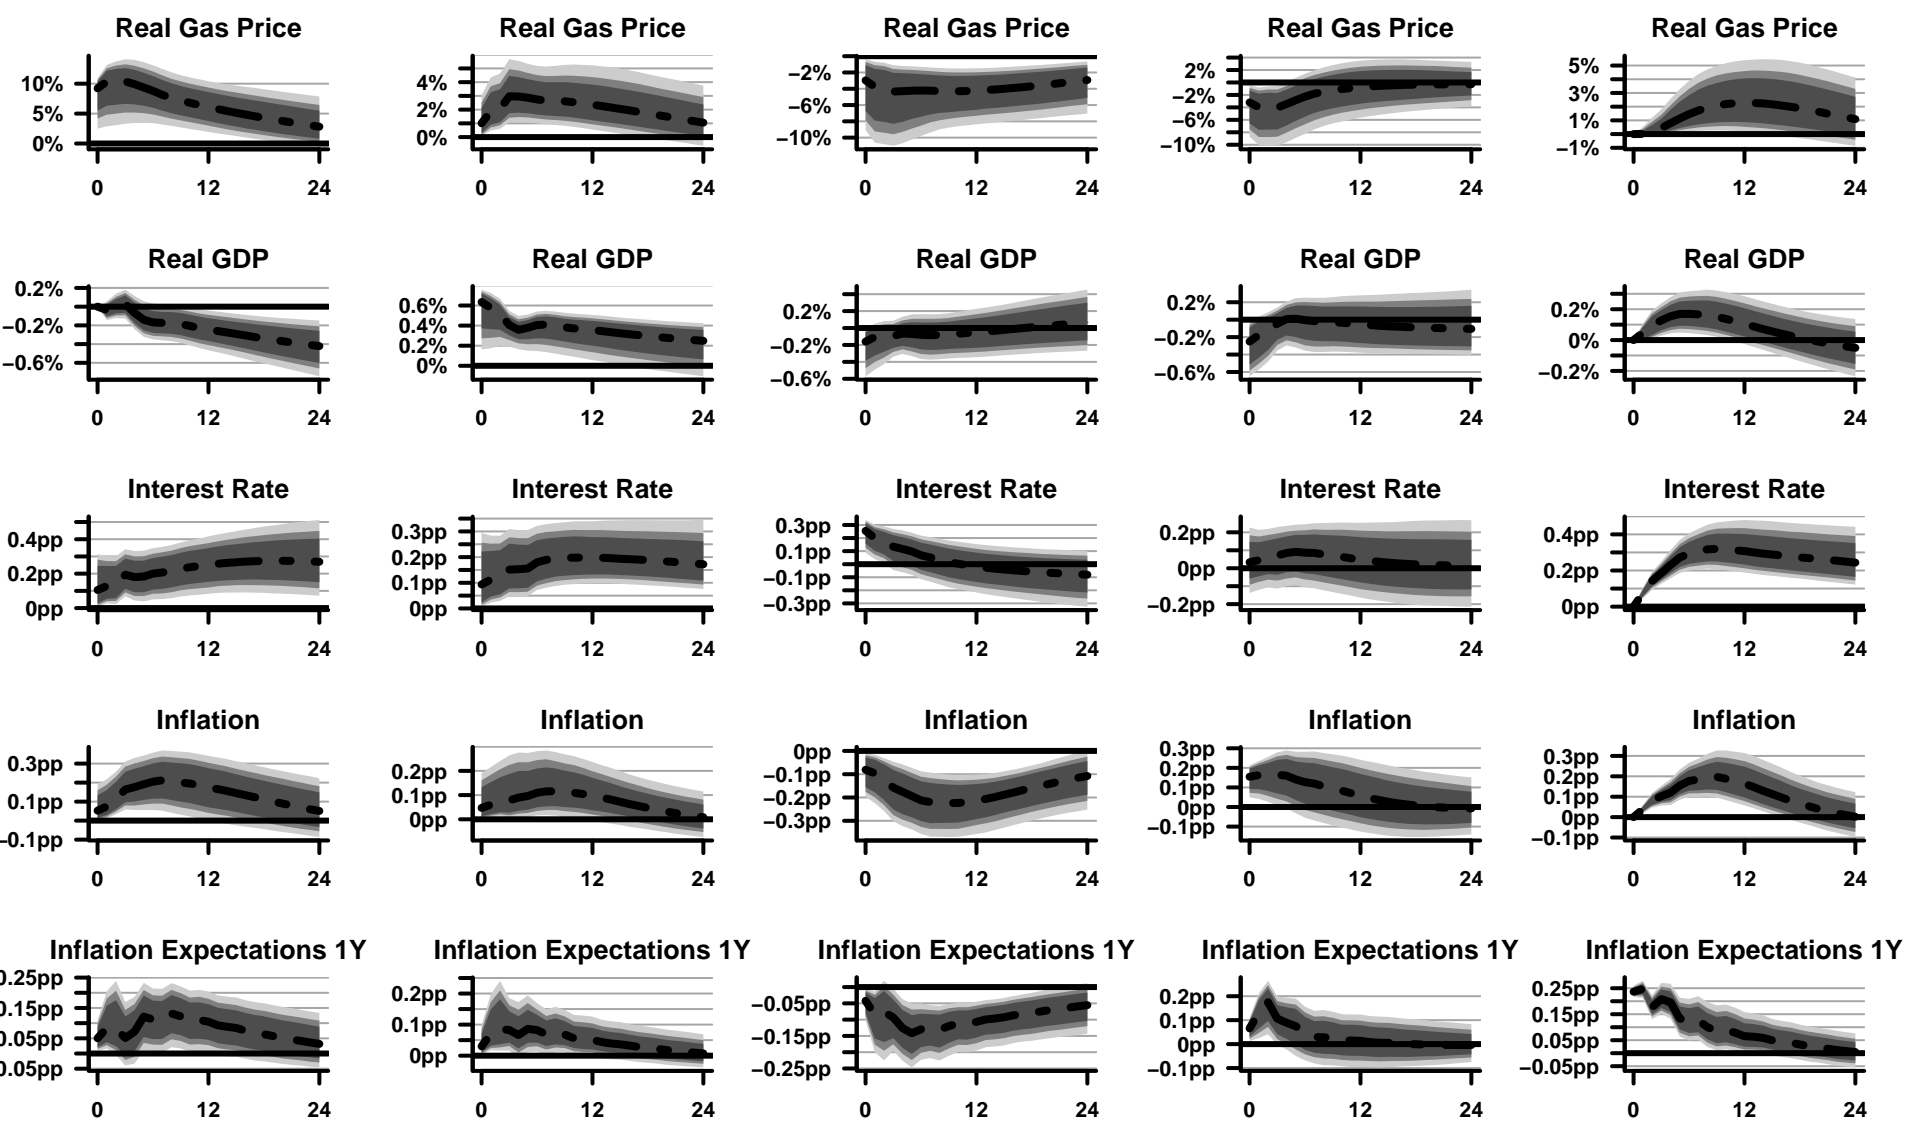 Real Gas Price
10%
5%
0%
0 12 24
Real Gas Price
4%
2%
0%
0 12 24
Real Gas Price
−2%
−6%
−10%
0 12 24
Real Gas Price
2%
−2%
−6%
−10%
0 12 24
Real Gas Price
5%
3%
1%
−1%
0 12 24
Real GDP
0.2%
−0.2%
−0.6%
0 12 24
Real GDP
0.6%
0.4%
0.2%
0%
0 12 24
Real GDP
0.2%
−0.2%
−0.6%
0 12 24
Real GDP
0.2%
−0.2%
−0.6%
0 12 24
Real GDP
0.2%
0%
−0.2%
0 12 24
Interest Rate
0.4pp
0.2pp
0pp
0 12 24
Interest Rate
0.3pp
0.2pp
0.1pp
0pp
0 12 24
Interest Rate
0.3pp
0.1pp
−0.1pp
−0.3pp
0 12 24
Interest Rate
0.2pp
0pp
−0.2pp
0 12 24
Interest Rate
0.4pp
0.2pp
0pp
0 12 24
Inflation
0.3pp
0.1pp
−0.1pp
0 12 24
Inflation
0.2pp
0.1pp
0pp
0 12 24
Inflation
0pp
−0.1pp
−0.2pp
−0.3pp
0 12 24
Inflation
0.3pp
0.2pp
0.1pp
0pp
−0.1pp
0 12 24
Inflation
0.3pp
0.2pp
0.1pp
0pp
−0.1pp
0 12 24
Inflation Expectations 1Y
0.25pp
0.15pp
0.05pp
0.05pp
0 12 24
Inflation Expectations 1Y
0.2pp
0.1pp
0pp
0 12 24
Inflation Expectations 1Y
−0.05pp
−0.15pp
−0.25pp
0 12 24
Inflation Expectations 1Y
0.2pp
0.1pp
0pp
−0.1pp
0 12 24
Inflation Expectations 1Y
0.25pp
0.15pp
0.05pp
−0.05pp
0 12 24